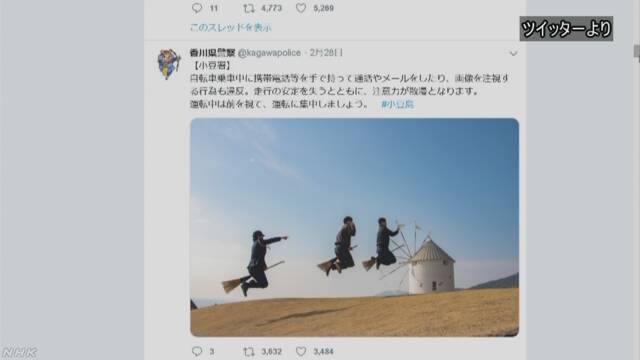 11 4,773 5,269
ツイッターより
このスレッドを表示
香川県警察 @kagawapolice・2月28日
【小豆署】
自転車乗車中に携帯電話等を手で持って通話やメールをしたり、画像を注視す
る行為も違反。走行の安定を失うとともに、注意力が散漫となります。
運転中は前を視て、運転に集中しましょう。 #小豆島
3 3,632 3,484
NHK